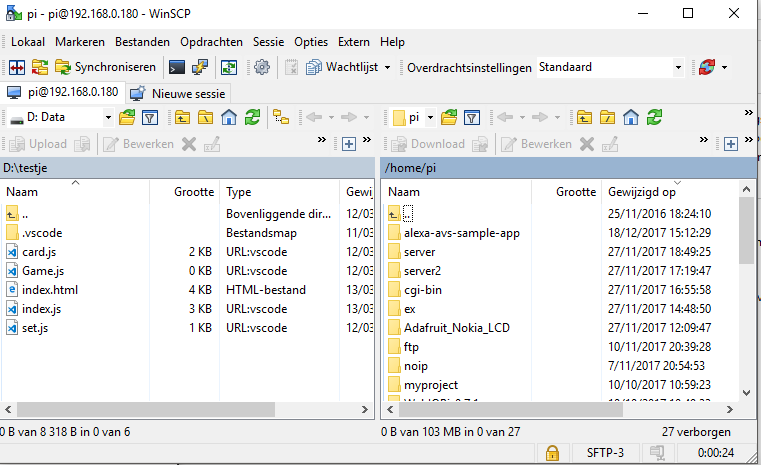 pi - pi@192.168.0.180 - WinSCP
Lokaal Markeren Bestanden Opdrachten Sessie Opties Extern Help
Synchroniseren Wachtlijst Overdrachtsinstellingen Standaard
pi@192.168.0.180 Nieuwe sessie
D: Data pi
Upload Bewerken Download Bewerken
D:\testje /home/pi
Naam Grootte Type Gewij Naam Grootte Gewijzigd op
.. Bovenliggende dir... 12/03 .. 25/11/2016 18:24:10
.vscode Bestandsmap 11/03 alexa-avs-sample-app 18/12/2017 15:12:29
card.js 2 KB URL:vscode 12/03 server 27/11/2017 18:49:25
Game.js 0 KB URL:vscode 12/03 server2 27/11/2017 17:19:47
index.html 4 KB HTML-bestand 13/03 cgi-bin 27/11/2017 16:55:58
index.js 3 KB URL:vscode 13/03 ex 27/11/2017 14:48:50
set.js 1 KB URL:vscode 12/03 Adafruit_Nokia_LCD 27/11/2017 12:09:47
ftp 10/11/2017 20:39:28
noip 7/11/2017 20:54:53
myproject 10/10/2017 10:59:23
0 B van 8 318 B in 0 van 6 0 B van 103 MB in 0 van 27 27 verborgen
SFTP-3 0:00:24